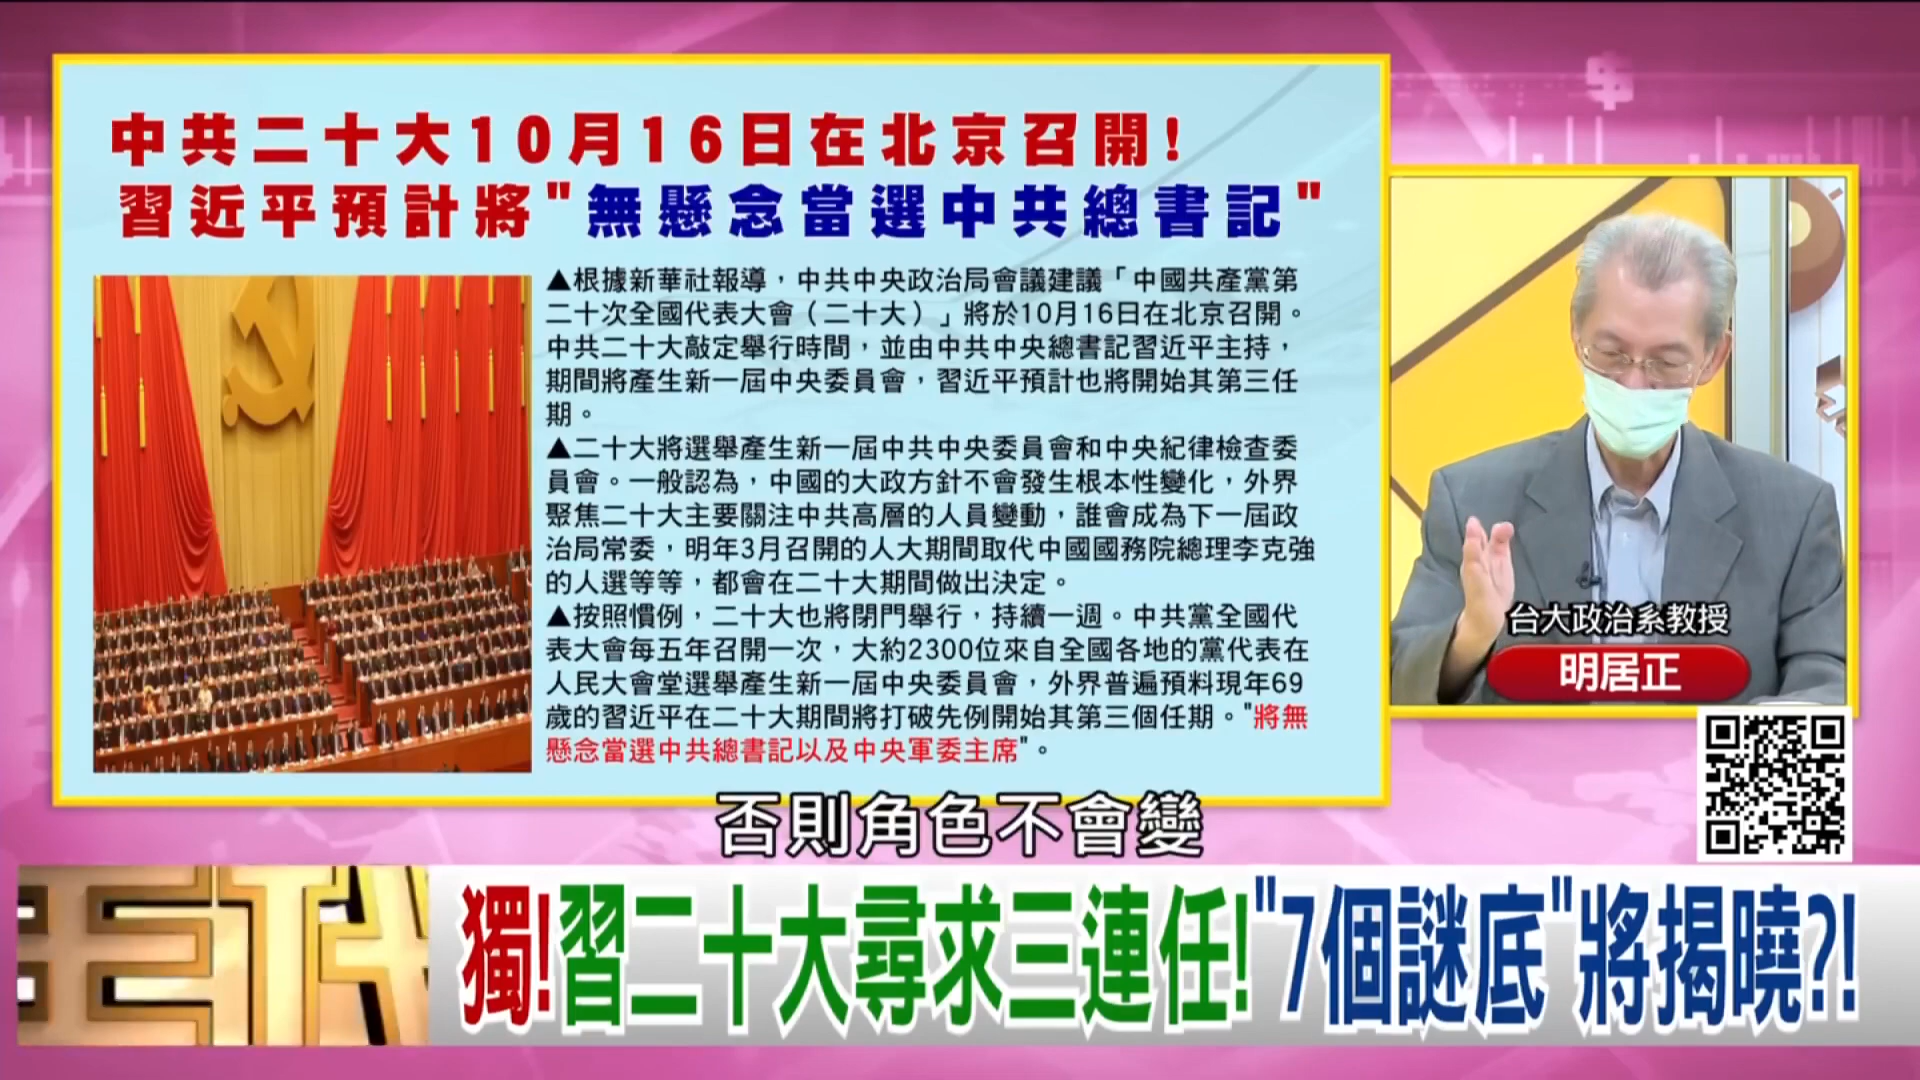 中共二十大10月16日在北京召開!
習近平預計將"無懸念當選中共總書記"
▲根據新華社報導，中共中央政治局會議建議「中國共產黨第
二十次全國代表大會（二十大）」將於10月16日在北京召開。
中共二十大敲定舉行時間，並由中共中央總書記習近平主持，
期間將產生新一屆中央委員會，習近平預計也將開始其第三任
期。
▲二十大將選舉產生新一屆中共中央委員會和中央紀律檢查委
員會。一般認為，中國的大政方針不會發生根本性變化，外界
聚焦二十大主要關注中共高層的人員變動，誰會成為下一屆政
治局常委，明年3月召開的人大期間取代中國國務院總理李克強
的人選等等，都會在二十大期間做出決定。
▲按照慣例，二十大也將閉門舉行，持續一週。中共黨全國代
表大會每五年召開一次，大約2300位來自全國各地的黨代表在
人民大會堂選舉產生新一屆中央委員會，外界普遍預料現年69
歲的習近平在二十大期間將打破先例開始其第三個任期。"將無
懸念當選中共總書記以及中央軍委主席"。
台大政治系教授
明居正
否則角色不會變
獨!習二十大尋求三連任!"7個謎底"將揭曉?!